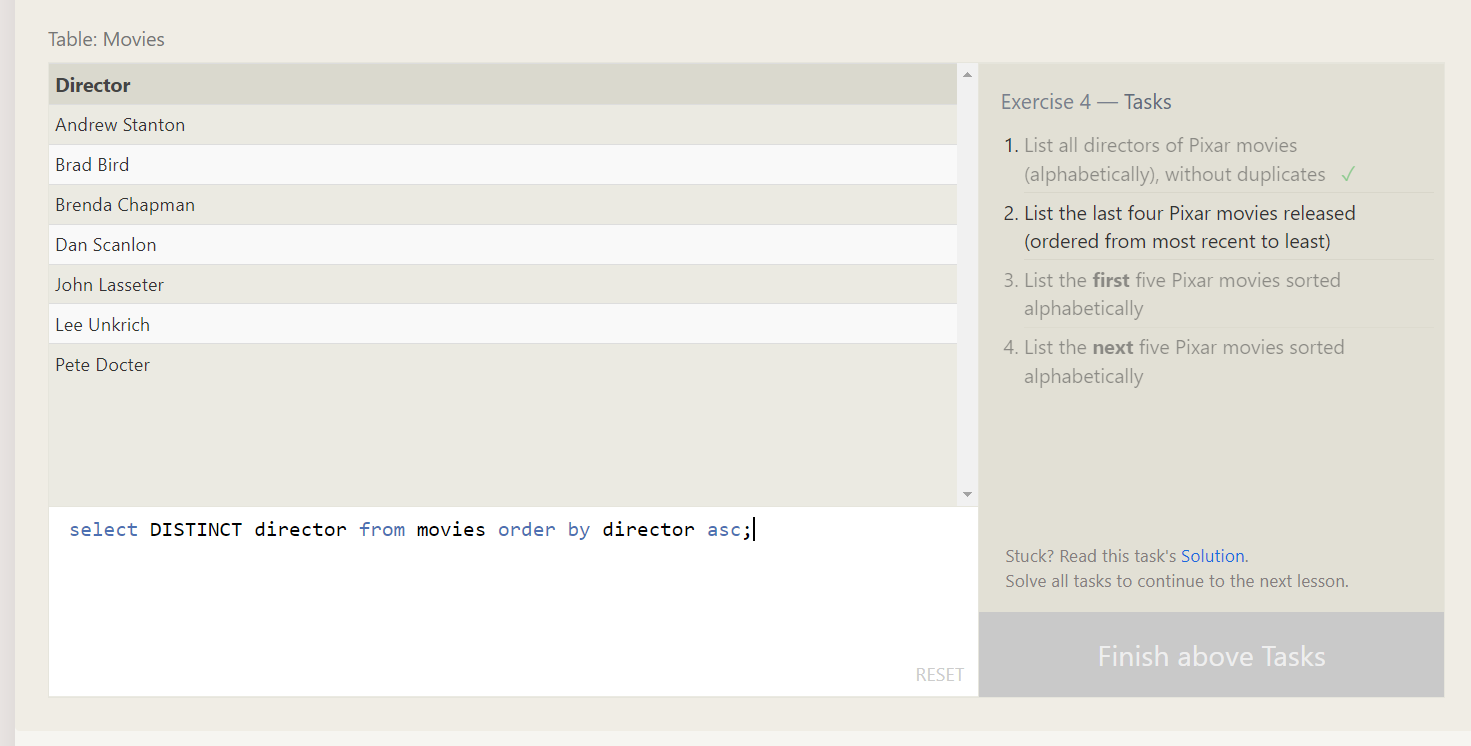 Table: Movies
Director
Andrew Stanton
Brad Bird
Brenda Chapman
Dan Scanlon
John Lasseter
Lee Unkrich
Pete Docter
select DISTINCT director from movies order by director asc;
RESET
Exercise 4 — Tasks
1. List all directors of Pixar movies
(alphabetically), without duplicates ✓
2. List the last four Pixar movies released
(ordered from most recent to least)
3. List the first five Pixar movies sorted
alphabetically
4. List the next five Pixar movies sorted
alphabetically
Stuck? Read this task's Solution.
Solve all tasks to continue to the next lesson.
Finish above Tasks